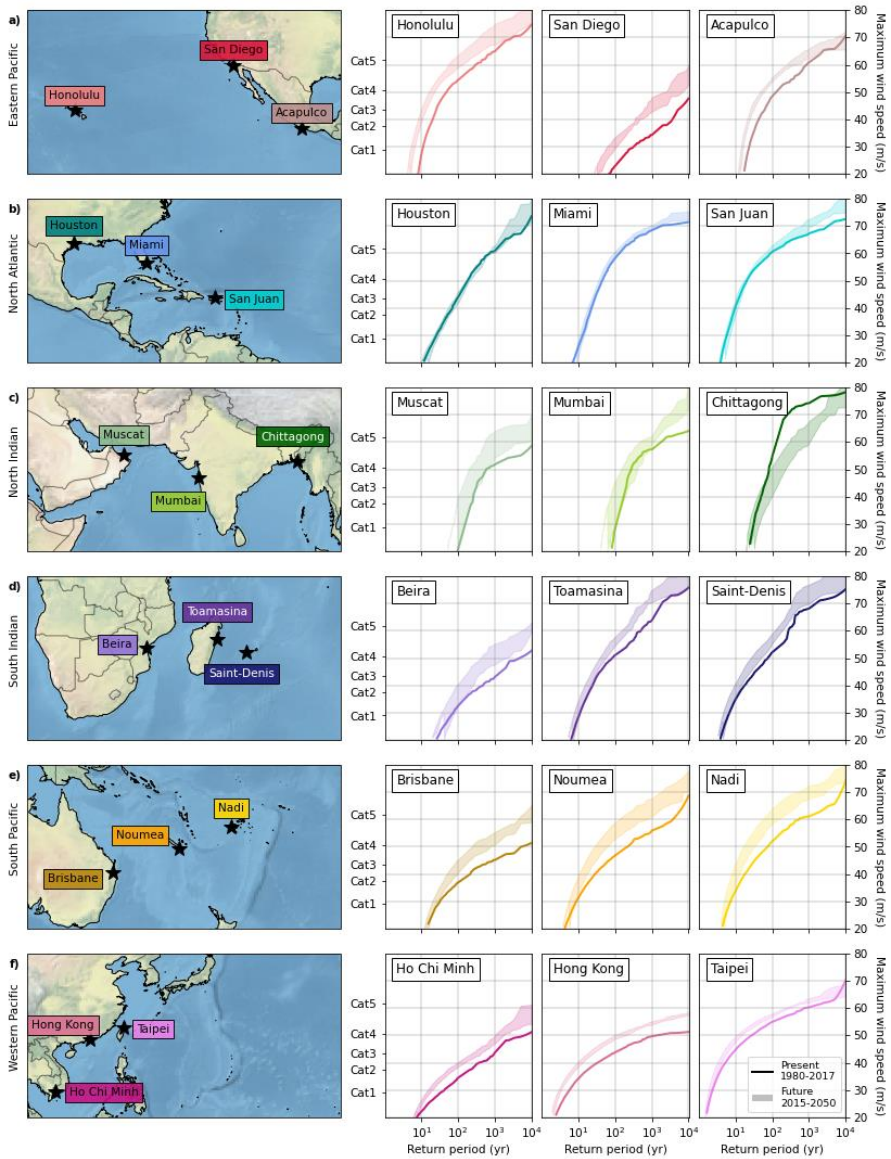 a)
Eastern Pacific
Honolulu
San Diego
Acapulco
Cat5
Cat4
Cat3
Cat2
Cat1
Honolulu
San Diego
Acapulco
80
70
60
50
40
30
20
Maximum wind speed (m/s)
b)
North Atlantic
Houston
Miami
San Juan
Cat5
Cat4
Cat3
Cat2
Cat1
Houston
Miami
San Juan
80
70
60
50
40
30
20
Maximum wind speed (m/s)
c)
North Indian
Muscat
Chittagong
Mumbai
Cat5
Cat4
Cat3
Cat2
Cat1
Muscat
Mumbai
Chittagong
80
70
60
50
40
30
20
Maximum wind speed (m/s)
d)
South Indian
Toamasina
Beira
Saint-Denis
Cat5
Cat4
Cat3
Cat2
Cat1
Beira
Toamasina
Saint-Denis
80
70
60
50
40
30
20
Maximum wind speed (m/s)
e)
South Pacific
Nadi
Noumea
Brisbane
Cat5
Cat4
Cat3
Cat2
Cat1
Brisbane
Noumea
Nadi
80
70
60
50
40
30
20
Maximum wind speed (m/s)
f)
Western Pacific
Hong Kong
Taipei
Ho Chi Minh
Cat5
Cat4
Cat3
Cat2
Cat1
Ho Chi Minh
Hong Kong
Taipei
Present
1980-2017
Future
2015-2050
80
70
60
50
40
30
20
Maximum wind speed (m/s)
10¹ 10² 10³ 10⁴
Return period (yr)
10¹ 10² 10³ 10⁴
Return period (yr)
10¹ 10² 10³ 10⁴
Return period (yr)